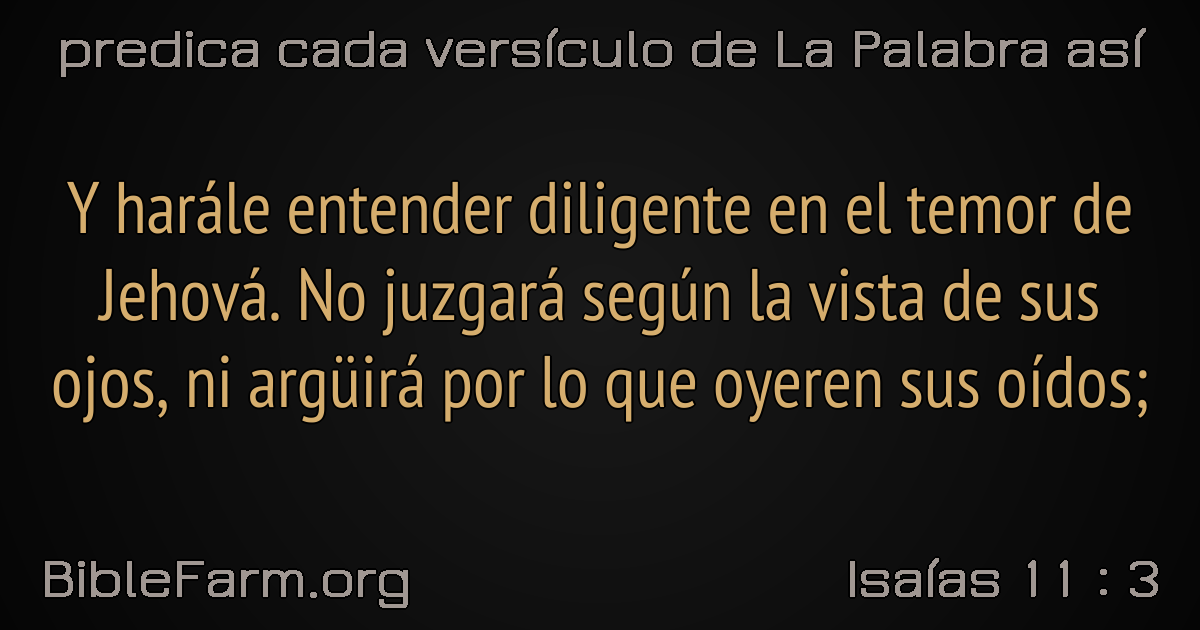 predica cada versículo de La Palabra así
Y harále entender diligente en el temor de
Jehová. No juzgará según la vista de sus
ojos, ni argüirá por lo que oyeren sus oídos;
BibleFarm.org
Isaías 11 : 3